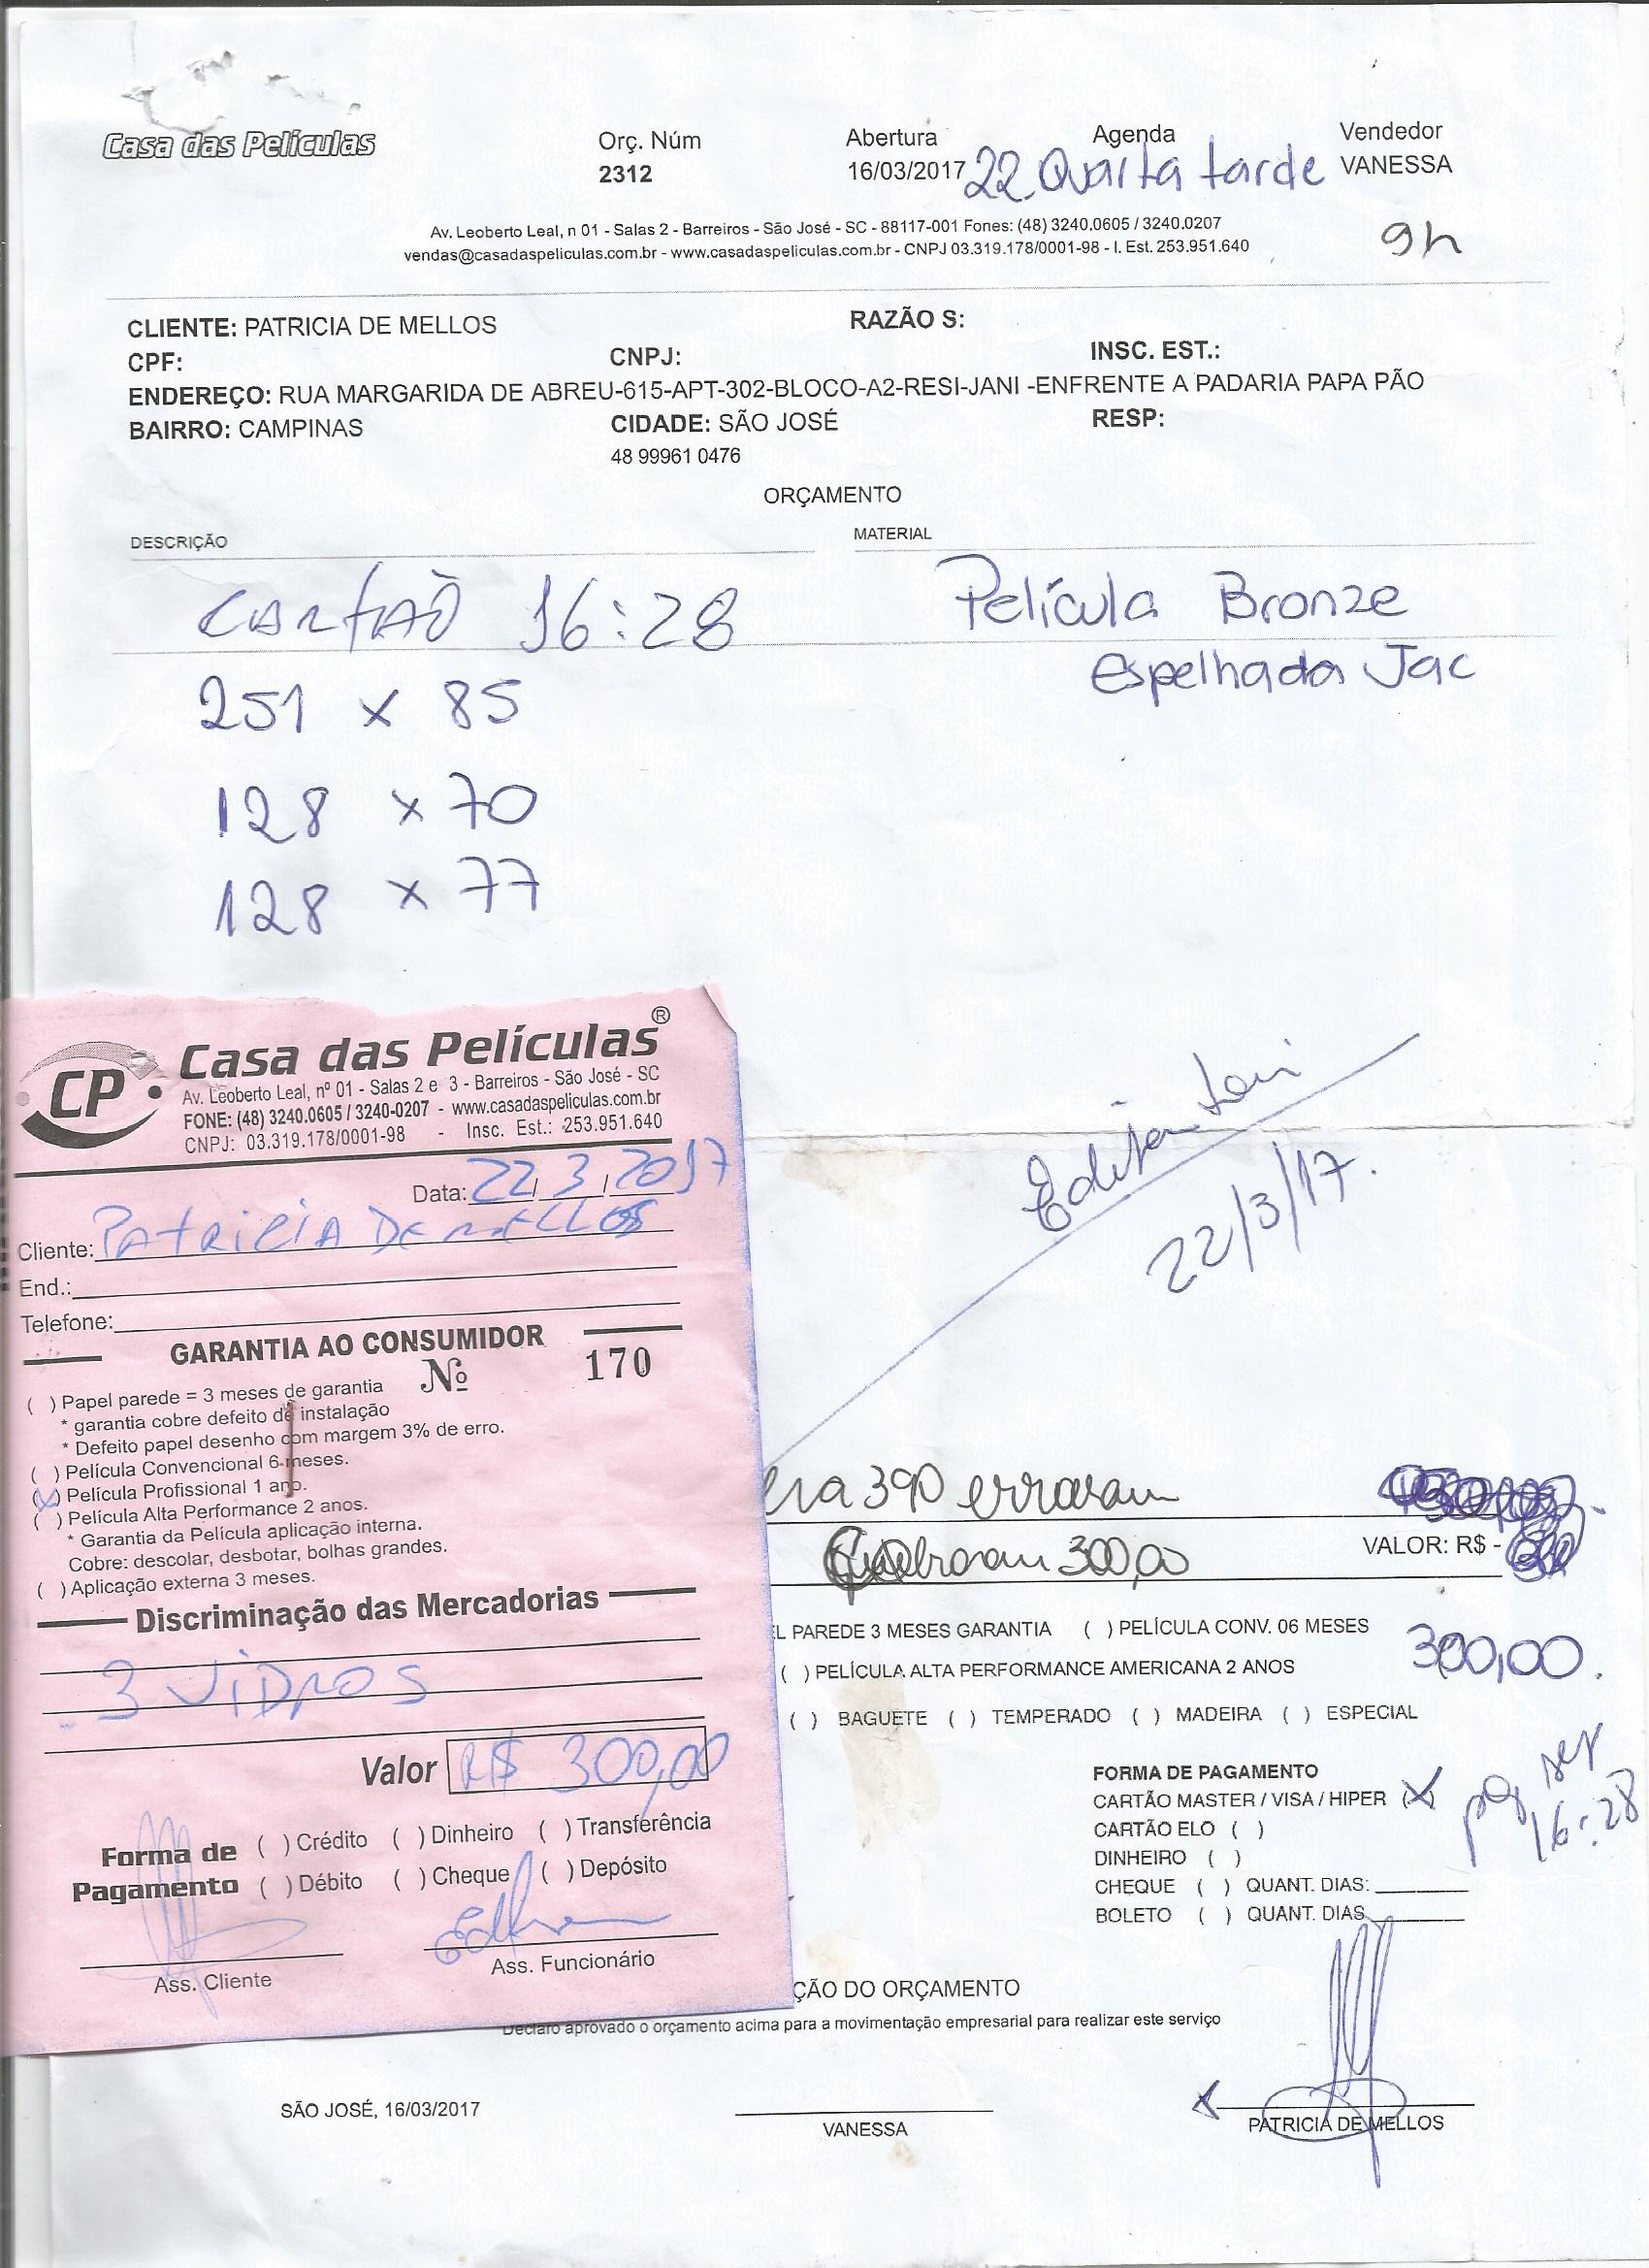 Casa das Películas
Orç. Núm
2312
Abertura
16/03/2017
Agenda
22 Quarta tarde
Vendedor
VANESSA
9h
Av. Leoberto Leal, n 01 - Salas 2 - Barreiros - São José - SC - 88117-001 Fones: (48) 3240.0605 / 3240.0207
vendas@casadaspeliculas.com.br - www.casadaspeliculas.com.br - CNPJ 03.319.178/0001-98 - I. Est. 253.951.640
CLIENTE: PATRICIA DE MELLOS RAZÃO S:
CPF: CNPJ: INSC. EST.:
ENDEREÇO: RUA MARGARIDA DE ABREU-615-APT-302-BLOCO-A2-RESI-JANI -ENFRENTE A PADARIA PAPA PÃO
BAIRRO: CAMPINAS CIDADE: SÃO JOSÉ RESP:
48 99961 0476
ORÇAMENTO
DESCRIÇÃO MATERIAL
CARTÃO 16:28 Película Bronze
Espelhada Jac
251 x 85
128 x 70
128 x 77
CP Casa das Películas ®
Av. Leoberto Leal, nº 01 - Salas 2 e 3 - Barreiros - São José - SC
FONE: (48) 3240.0605 / 3240-0207 - www.casadaspeliculas.com.br
CNPJ: 03.319.178/0001-98 - Insc. Est.: 253.951.640
Data: 22/3/2017
Cliente: PATRICIA DE MELLOS
End.:
Telefone:
GARANTIA AO CONSUMIDOR
Nº 170
( ) Papel parede = 3 meses de garantia
* garantia cobre defeito de instalação
* Defeito papel desenho com margem 3% de erro.
( ) Película Convencional 6 meses.
(X) Película Profissional 1 ano.
( ) Película Alta Performance 2 anos.
* Garantia da Película aplicação interna.
Cobre: descolar, desbotar, bolhas grandes.
( ) Aplicação externa 3 meses.
Discriminação das Mercadorias
3 VIDROS
Valor R$ 300,00
Forma de Pagamento
( ) Crédito ( ) Dinheiro ( ) Transferência
( ) Débito ( ) Cheque ( ) Depósito
Ass. Cliente
Ass. Funcionário
22/3/17.
era 390 erraram
300,00
VALOR: R$ -
L PAREDE 3 MESES GARANTIA ( ) PELÍCULA CONV. 06 MESES
300,00.
( ) PELÍCULA ALTA PERFORMANCE AMERICANA 2 ANOS
( ) BAGUETE ( ) TEMPERADO ( ) MADEIRA ( ) ESPECIAL
FORMA DE PAGAMENTO
CARTÃO MASTER / VISA / HIPER (X)
pag
16:28
CARTÃO ELO ( )
DINHEIRO ( )
CHEQUE ( ) QUANT. DIAS:
BOLETO ( ) QUANT. DIAS
ÇÃO DO ORÇAMENTO
Declaro aprovado o orçamento acima para a movimentação empresarial para realizar este serviço
SÃO JOSÉ, 16/03/2017
VANESSA
x
PATRICIA DE MELLOS